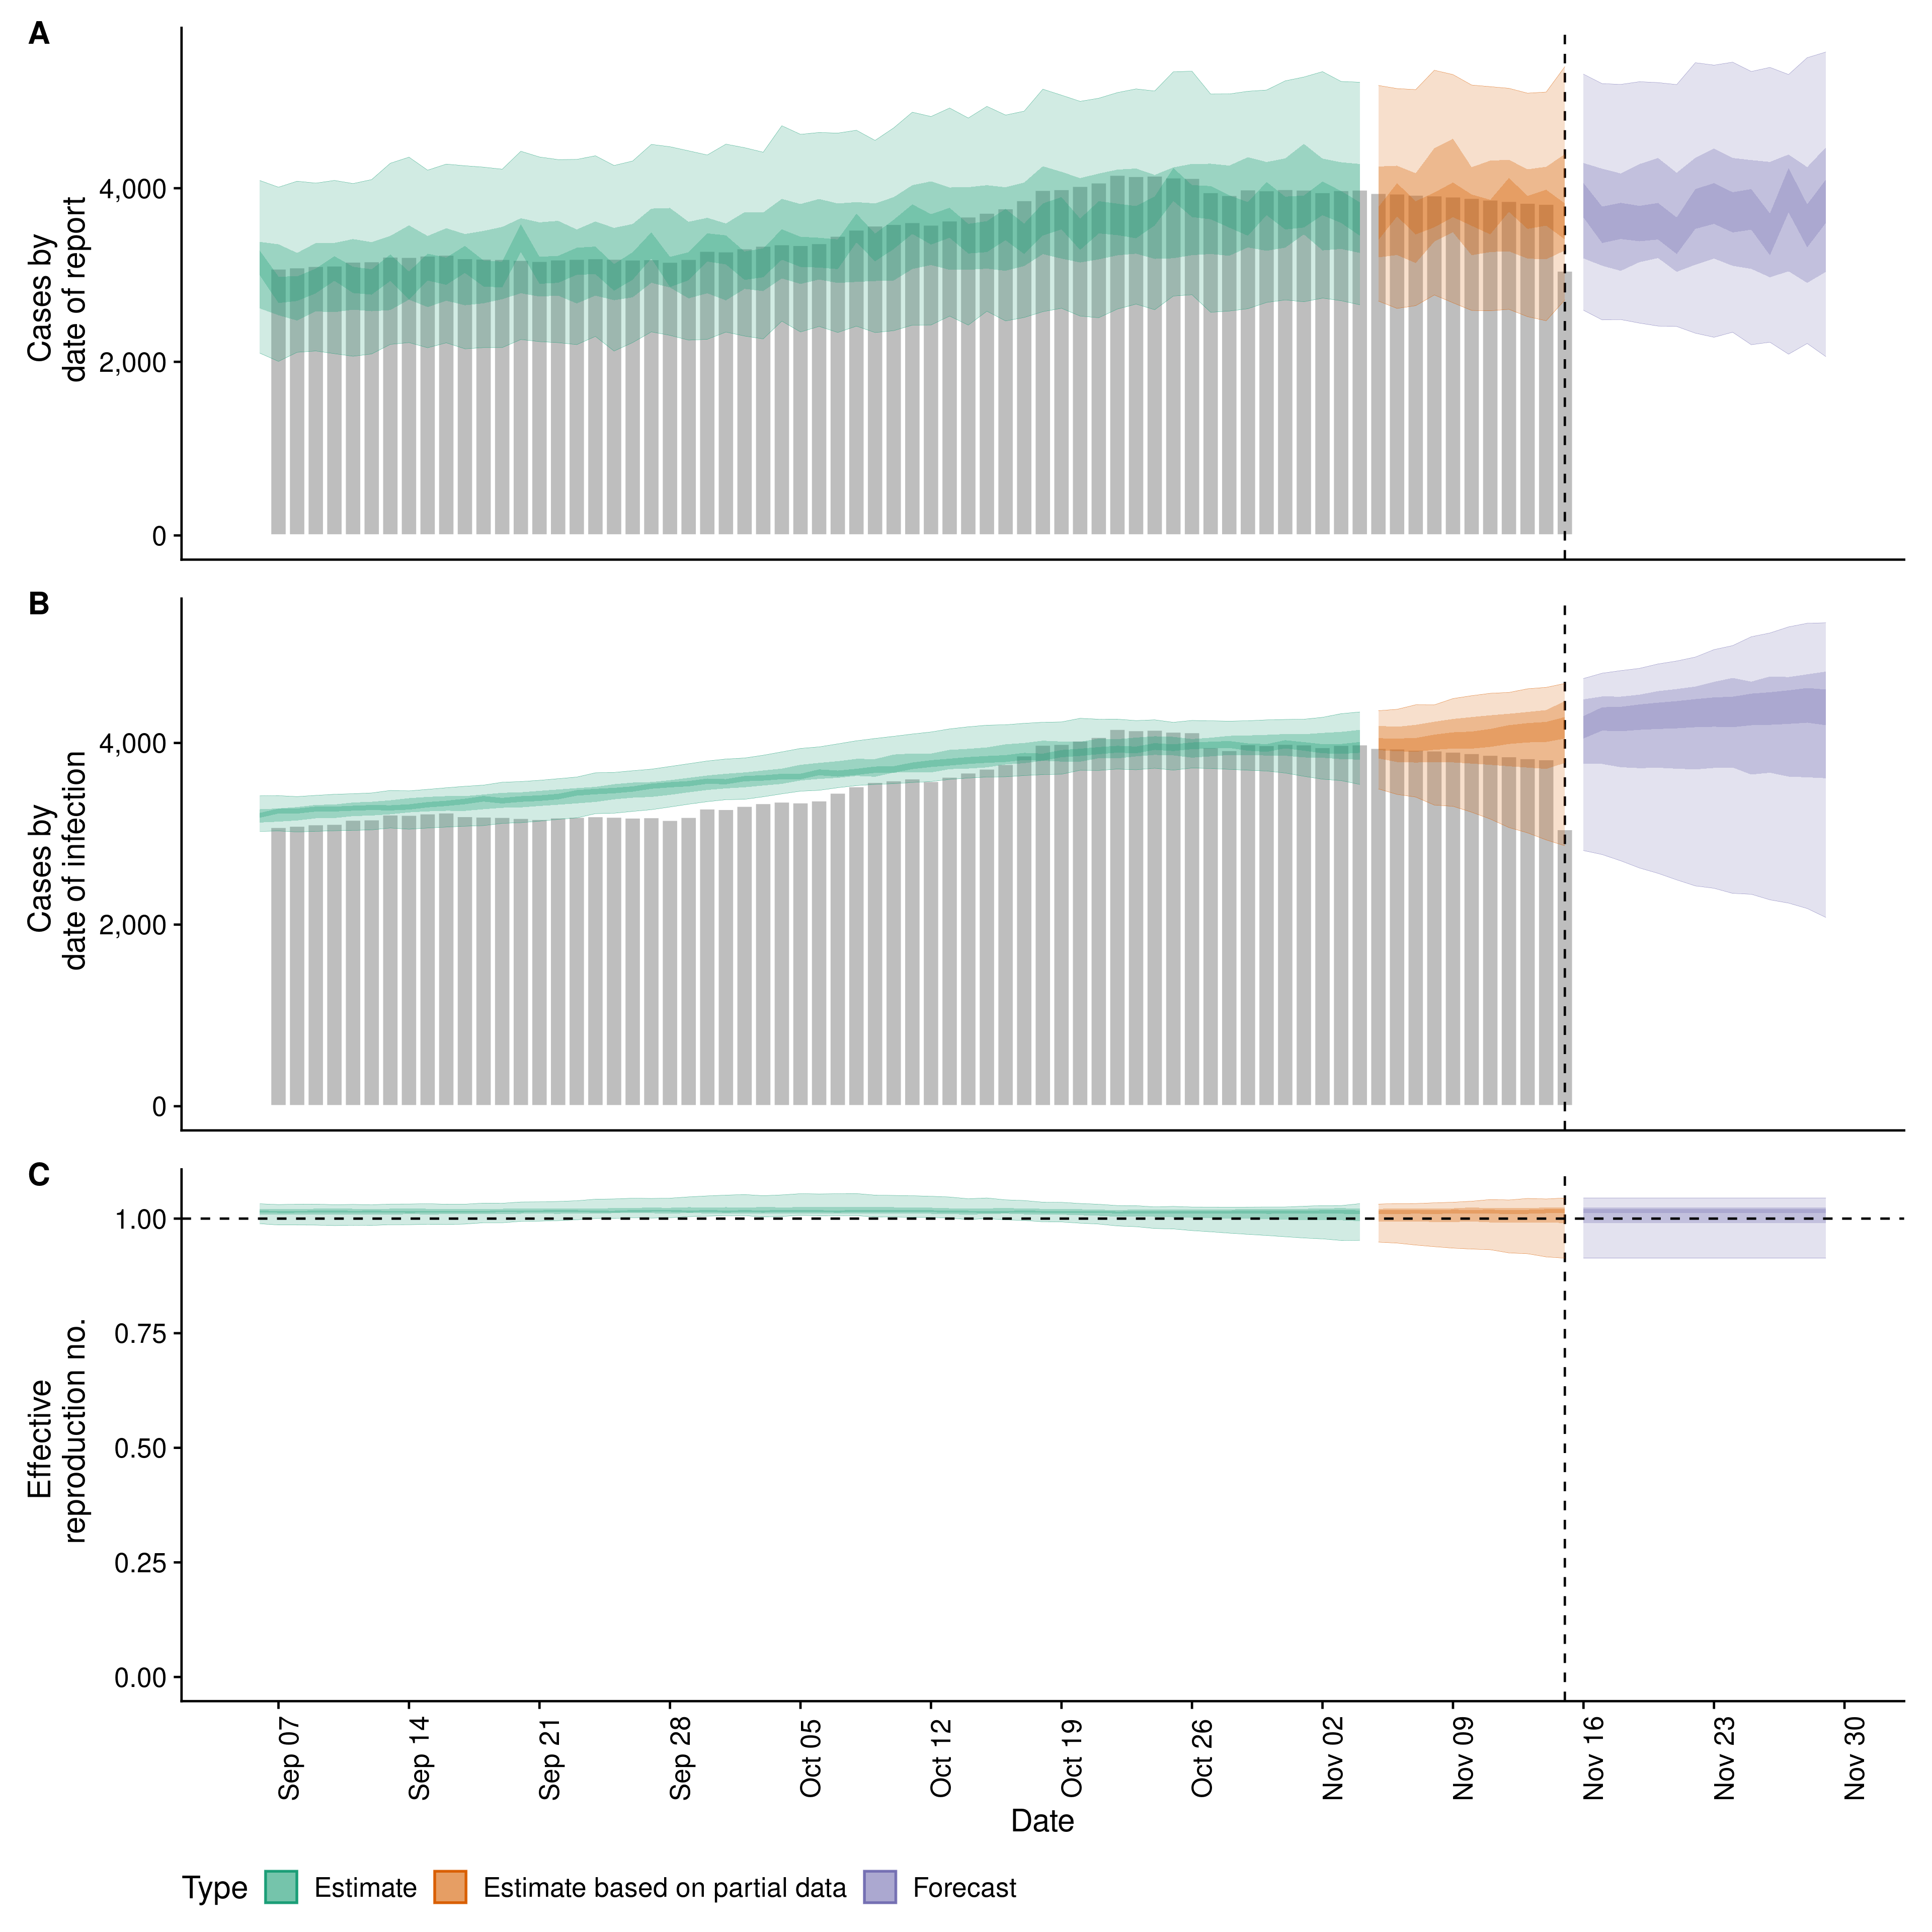 A
Cases by
date of report
4,000
2,000
0
B
Cases by
date of infection
4,000
2,000
0
C
Effective
reproduction no.
1.00
0.75
0.50
0.25
0.00
Sep 07
Sep 14
Sep 21
Sep 28
Oct 05
Oct 12
Oct 19
Oct 26
Nov 02
Nov 09
Nov 16
Nov 23
Nov 30
Date
Type Estimate Estimate based on partial data Forecast